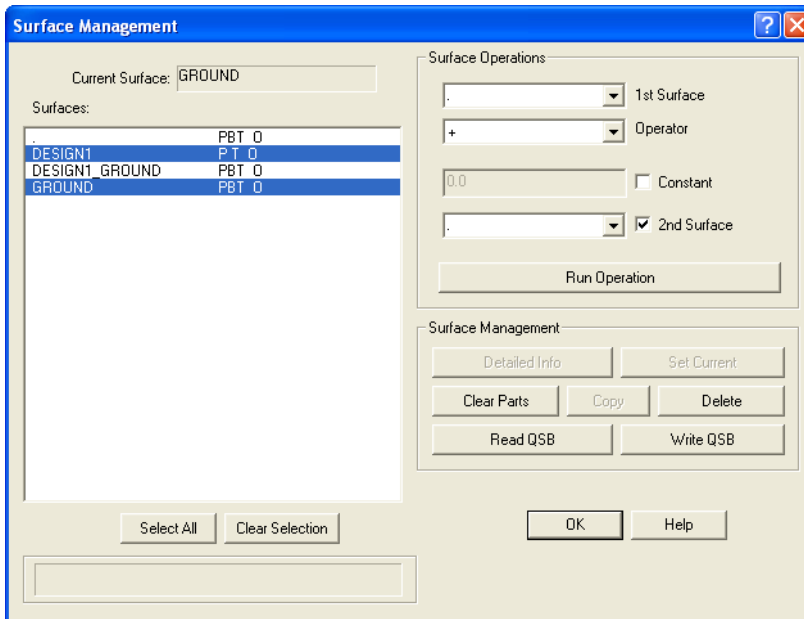 Surface Management
Current Surface: GROUND
Surfaces:
. PBT O
DESIGN1 P T O
DESIGN1_GROUND PBT O
GROUND PBT O
Select All Clear Selection
Surface Operations
. 1st Surface
+ Operator
0.0 Constant
. 2nd Surface
Run Operation
Surface Management
Detailed Info Set Current
Clear Parts Copy Delete
Read QSB Write QSB
OK Help